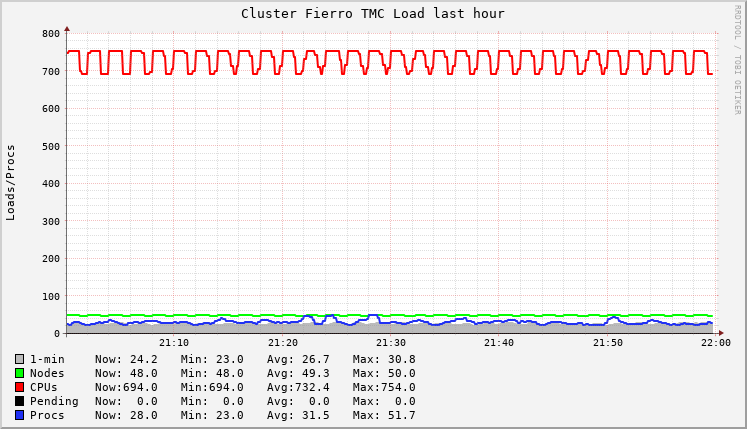 Cluster Fierro TMC Load last hour
RRDTOOL / TOBI OETIKER
Loads/Procs
800
700
600
500
400
300
200
100
0
21:10 21:20 21:30 21:40 21:50 22:00
1-min Now: 24.2 Min: 23.0 Avg: 26.7 Max: 30.8
Nodes Now: 48.0 Min: 48.0 Avg: 49.3 Max: 50.0
CPUs Now:694.0 Min:694.0 Avg:732.4 Max:754.0
Pending Now: 0.0 Min: 0.0 Avg: 0.0 Max: 0.0
Procs Now: 28.0 Min: 23.0 Avg: 31.5 Max: 51.7